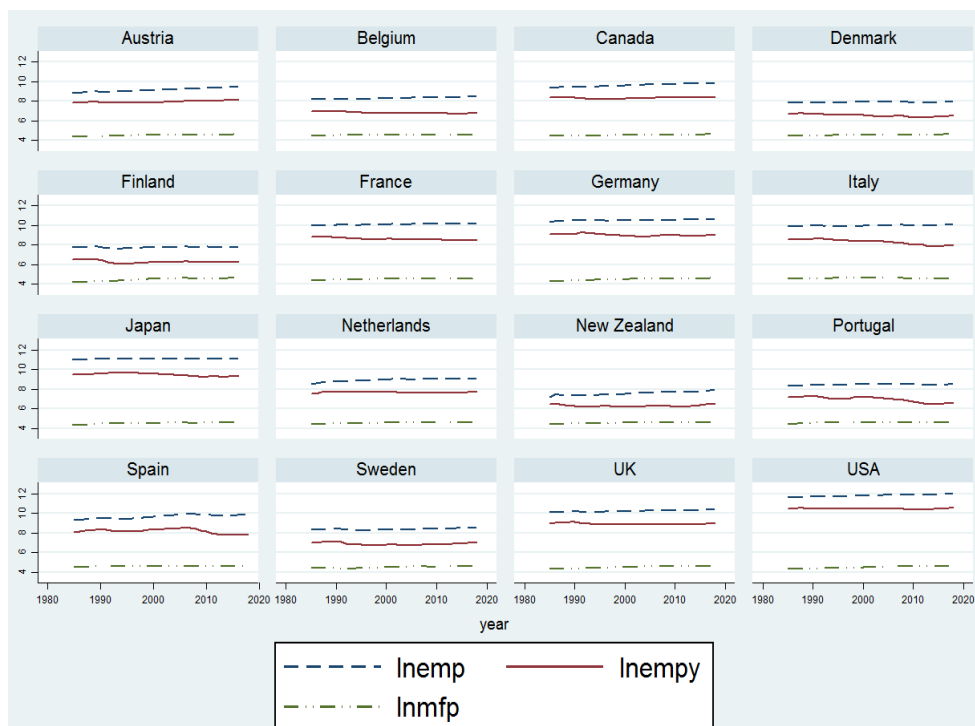 Austria Belgium Canada Denmark
4 6 8 10 12
Finland France Germany Italy
4 6 8 10 12
Japan Netherlands New Zealand Portugal
4 6 8 10 12
Spain Sweden UK USA
4 6 8 10 12
1980 1990 2000 2010 2020 1980 1990 2000 2010 2020 1980 1990 2000 2010 2020 1980 1990 2000 2010 2020
year
lnemp lnempy
lnmfp